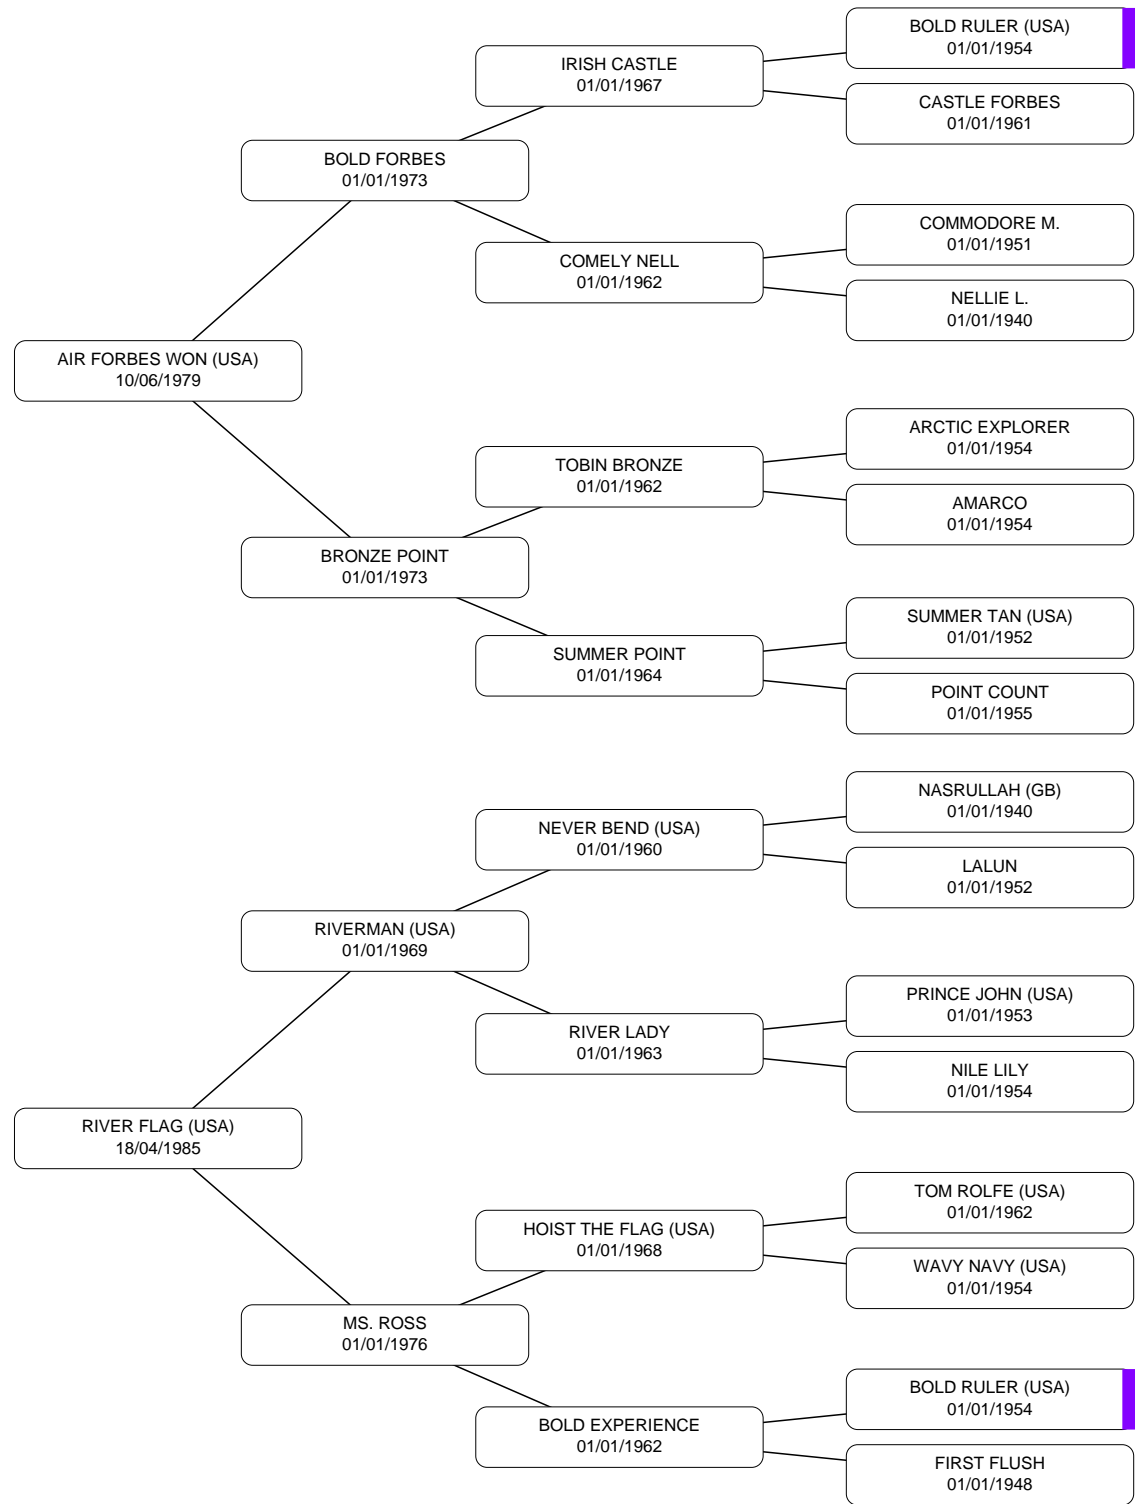 BOLD RULER (USA)
01/01/1954
IRISH CASTLE
01/01/1967
CASTLE FORBES
01/01/1961
BOLD FORBES
01/01/1973
COMMODORE M.
01/01/1951
COMELY NELL
01/01/1962
NELLIE L.
01/01/1940
AIR FORBES WON (USA)
10/06/1979
ARCTIC EXPLORER
01/01/1954
TOBIN BRONZE
01/01/1962
AMARCO
01/01/1954
BRONZE POINT
01/01/1973
SUMMER TAN (USA)
01/01/1952
SUMMER POINT
01/01/1964
POINT COUNT
01/01/1955
NASRULLAH (GB)
01/01/1940
NEVER BEND (USA)
01/01/1960
LALUN
01/01/1952
RIVERMAN (USA)
01/01/1969
PRINCE JOHN (USA)
01/01/1953
RIVER LADY
01/01/1963
NILE LILY
01/01/1954
RIVER FLAG (USA)
18/04/1985
TOM ROLFE (USA)
01/01/1962
HOIST THE FLAG (USA)
01/01/1968
WAVY NAVY (USA)
01/01/1954
MS. ROSS
01/01/1976
BOLD RULER (USA)
01/01/1954
BOLD EXPERIENCE
01/01/1962
FIRST FLUSH
01/01/1948